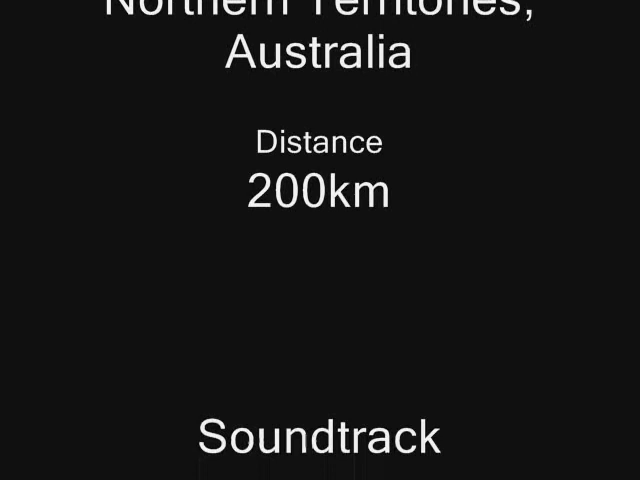 Northern Territories,
Australia
Distance
200km
Soundtrack